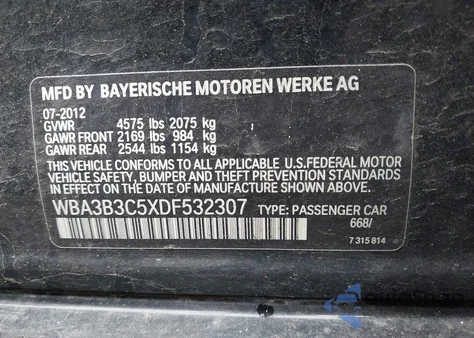 MFD BY BAYERISCHE MOTOREN WERKE AG
07-2012
GVWR 4575 lbs 2075 kg
GAWR FRONT 2169 lbs 984 kg
GAWR REAR 2544 lbs 1154 kg
THIS VEHICLE CONFORMS TO ALL APPLICABLE U.S.FEDERAL MOTOR
VEHICLE SAFETY, BUMPER AND THEFT PREVENTION STANDARDS
IN EFFECT ON THE DATE OF MANUFACTURE SHOWN ABOVE.
WBA3B3C5XDF532307 TYPE: PASSENGER CAR
668/
7 315 814